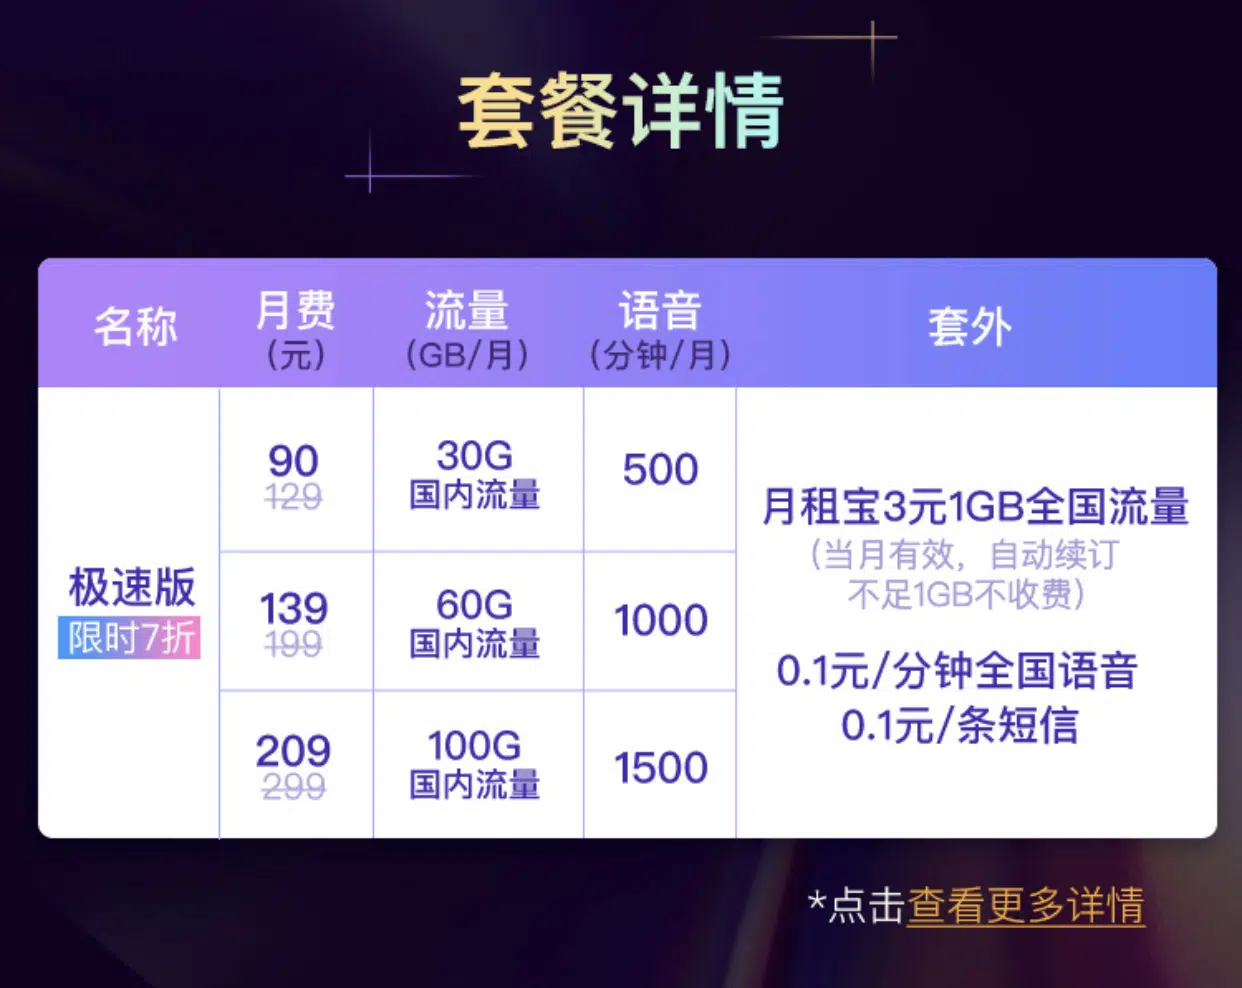 套餐详情
名称
月费
(元)
流量
(GB/月)
语音
(分钟/月)
套外
极速版
限时7折
90
129
30G
国内流量
500
139
199
60G
国内流量
1000
209
299
100G
国内流量
1500
月租宝3元1GB全国流量
(当月有效，自动续订
不足1GB不收费)
0.1元/分钟全国语音
0.1元/条短信
*点击查看更多详情